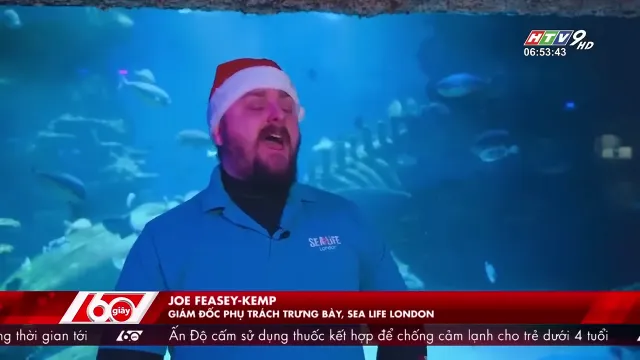 HTV9 HD
06:53:43
SEA LIFE
LONDON
JOE FEASEY-KEMP
GIÁM ĐỐC PHỤ TRÁCH TRƯNG BÀY, SEA LIFE LONDON
60 giây
ng thời gian tới 60 giây Ấn Độ cấm sử dụng thuốc kết hợp để chống cảm lạnh cho trẻ dưới 4 tuổi